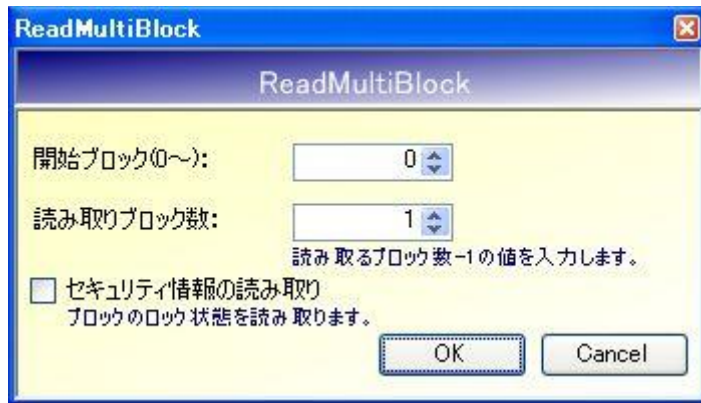 ReadMultiBlock
ReadMultiBlock
開始ブロック(0～):
0
読み取りブロック数:
1
読み取るブロック数-1の値を入力します。
セキュリティ情報の読み取り
ブロックのロック状態を読み取ります。
OK
Cancel